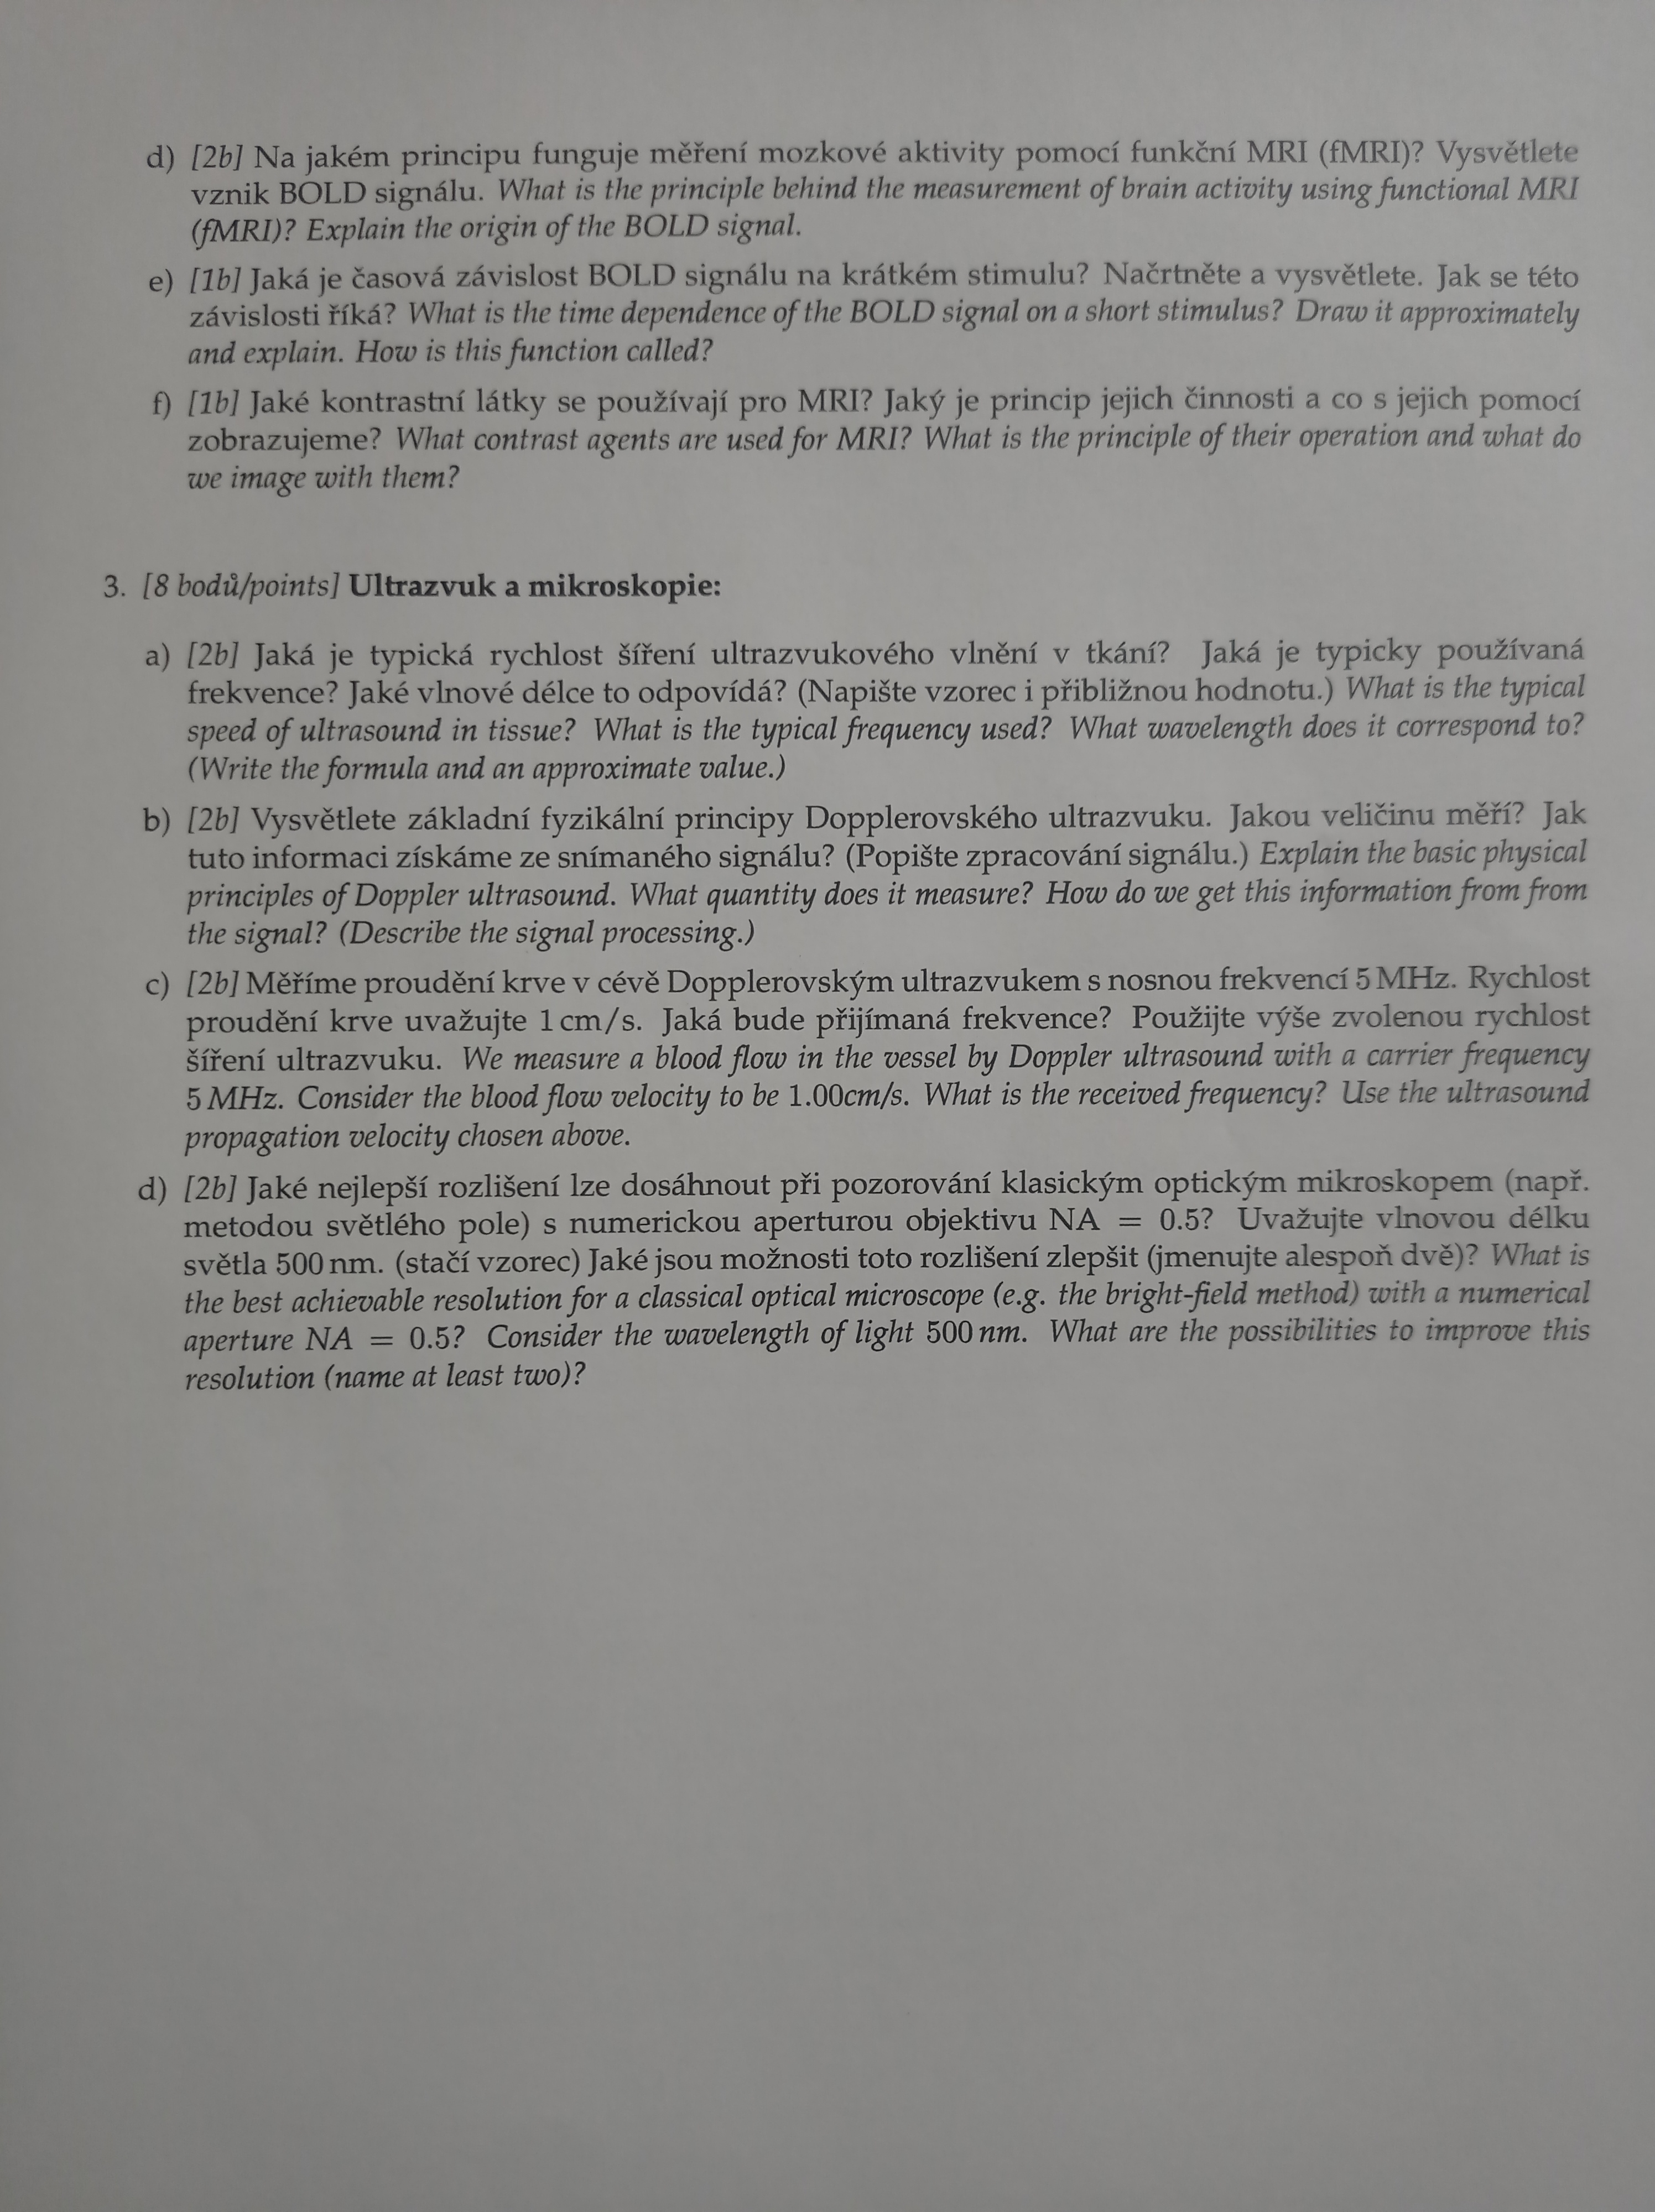 d) [2b] Na jakém principu funguje měření mozkové aktivity pomocí funkční MRI (fMRI)? Vysvětlete
vznik BOLD signálu. What is the principle behind the measurement of brain activity using functional MRI
(fMRI)? Explain the origin of the BOLD signal.
e) [1b] Jaká je časová závislost BOLD signálu na krátkém stimulu? Načrtněte a vysvětlete. Jak se této
závislosti říká? What is the time dependence of the BOLD signal on a short stimulus? Draw it approximately
and explain. How is this function called?
f) [1b] Jaké kontrastní látky se používají pro MRI? Jaký je princip jejich činnosti a co s jejich pomocí
zobrazujeme? What contrast agents are used for MRI? What is the principle of their operation and what do
we image with them?
3. [8 bodů/points] Ultrazvuk a mikroskopie:
a) [2b] Jaká je typická rychlost šíření ultrazvukového vlnění v tkání? Jaká je typicky používaná
frekvence? Jaké vlnové délce to odpovídá? (Napište vzorec i přibližnou hodnotu.) What is the typical
speed of ultrasound in tissue? What is the typical frequency used? What wavelength does it correspond to?
(Write the formula and an approximate value.)
b) [2b] Vysvětlete základní fyzikální principy Dopplerovského ultrazvuku. Jakou veličinu měří? Jak
tuto informaci získáme ze snímaného signálu? (Popište zpracování signálu.) Explain the basic physical
principles of Doppler ultrasound. What quantity does it measure? How do we get this information from from
the signal? (Describe the signal processing.)
c) [2b] Měříme proudění krve v cévě Dopplerovským ultrazvukem s nosnou frekvencí 5 MHz. Rychlost
proudění krve uvažujte 1 cm/s. Jaká bude přijímaná frekvence? Použijte výše zvolenou rychlost
šíření ultrazvuku. We measure a blood flow in the vessel by Doppler ultrasound with a carrier frequency
5 MHz. Consider the blood flow velocity to be 1.00cm/s. What is the received frequency? Use the ultrasound
propagation velocity chosen above.
d) [2b] Jaké nejlepší rozlišení lze dosáhnout při pozorování klasickým optickým mikroskopem (např.
metodou světlého pole) s numerickou aperturou objektivu NA = 0.5? Uvažujte vlnovou délku
světla 500 nm. (stačí vzorec) Jaké jsou možnosti toto rozlišení zlepšit (jmenujte alespoň dvě)? What is
the best achievable resolution for a classical optical microscope (e.g. the bright-field method) with a numerical
aperture NA = 0.5? Consider the wavelength of light 500 nm. What are the possibilities to improve this
resolution (name at least two)?